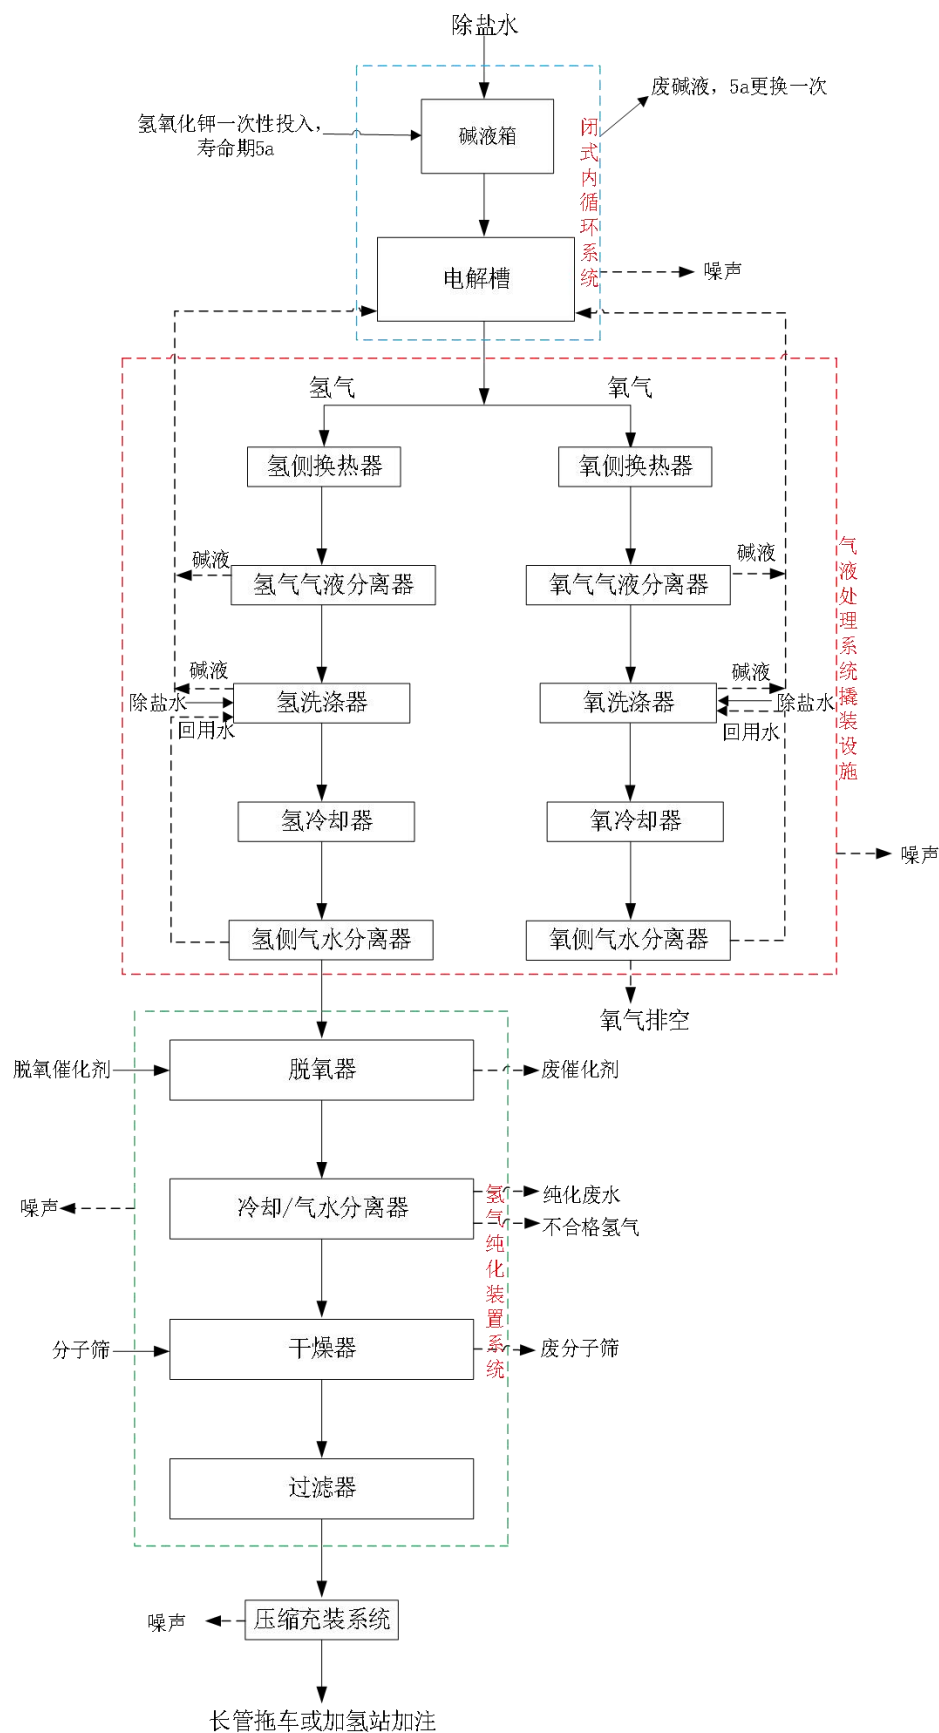 除盐水
废碱液，5a更换一次
氢氧化钾一次性投入，
寿命期5a
碱液箱
闭式内循环系统
电解槽
噪声
氢气
氧气
氢侧换热器
氧侧换热器
碱液
碱液
氢气气液分离器
氧气气液分离器
气液处理系统撬装设施
碱液
碱液
除盐水
氢洗涤器
氧洗涤器
除盐水
回用水
回用水
氢冷却器
氧冷却器
噪声
氢侧气水分离器
氧侧气水分离器
氧气排空
脱氧催化剂
脱氧器
废催化剂
噪声
冷却/气水分离器
氢气纯化装置系统
纯化废水
不合格氢气
分子筛
干燥器
废分子筛
过滤器
噪声
压缩充装系统
长管拖车或加氢站加注